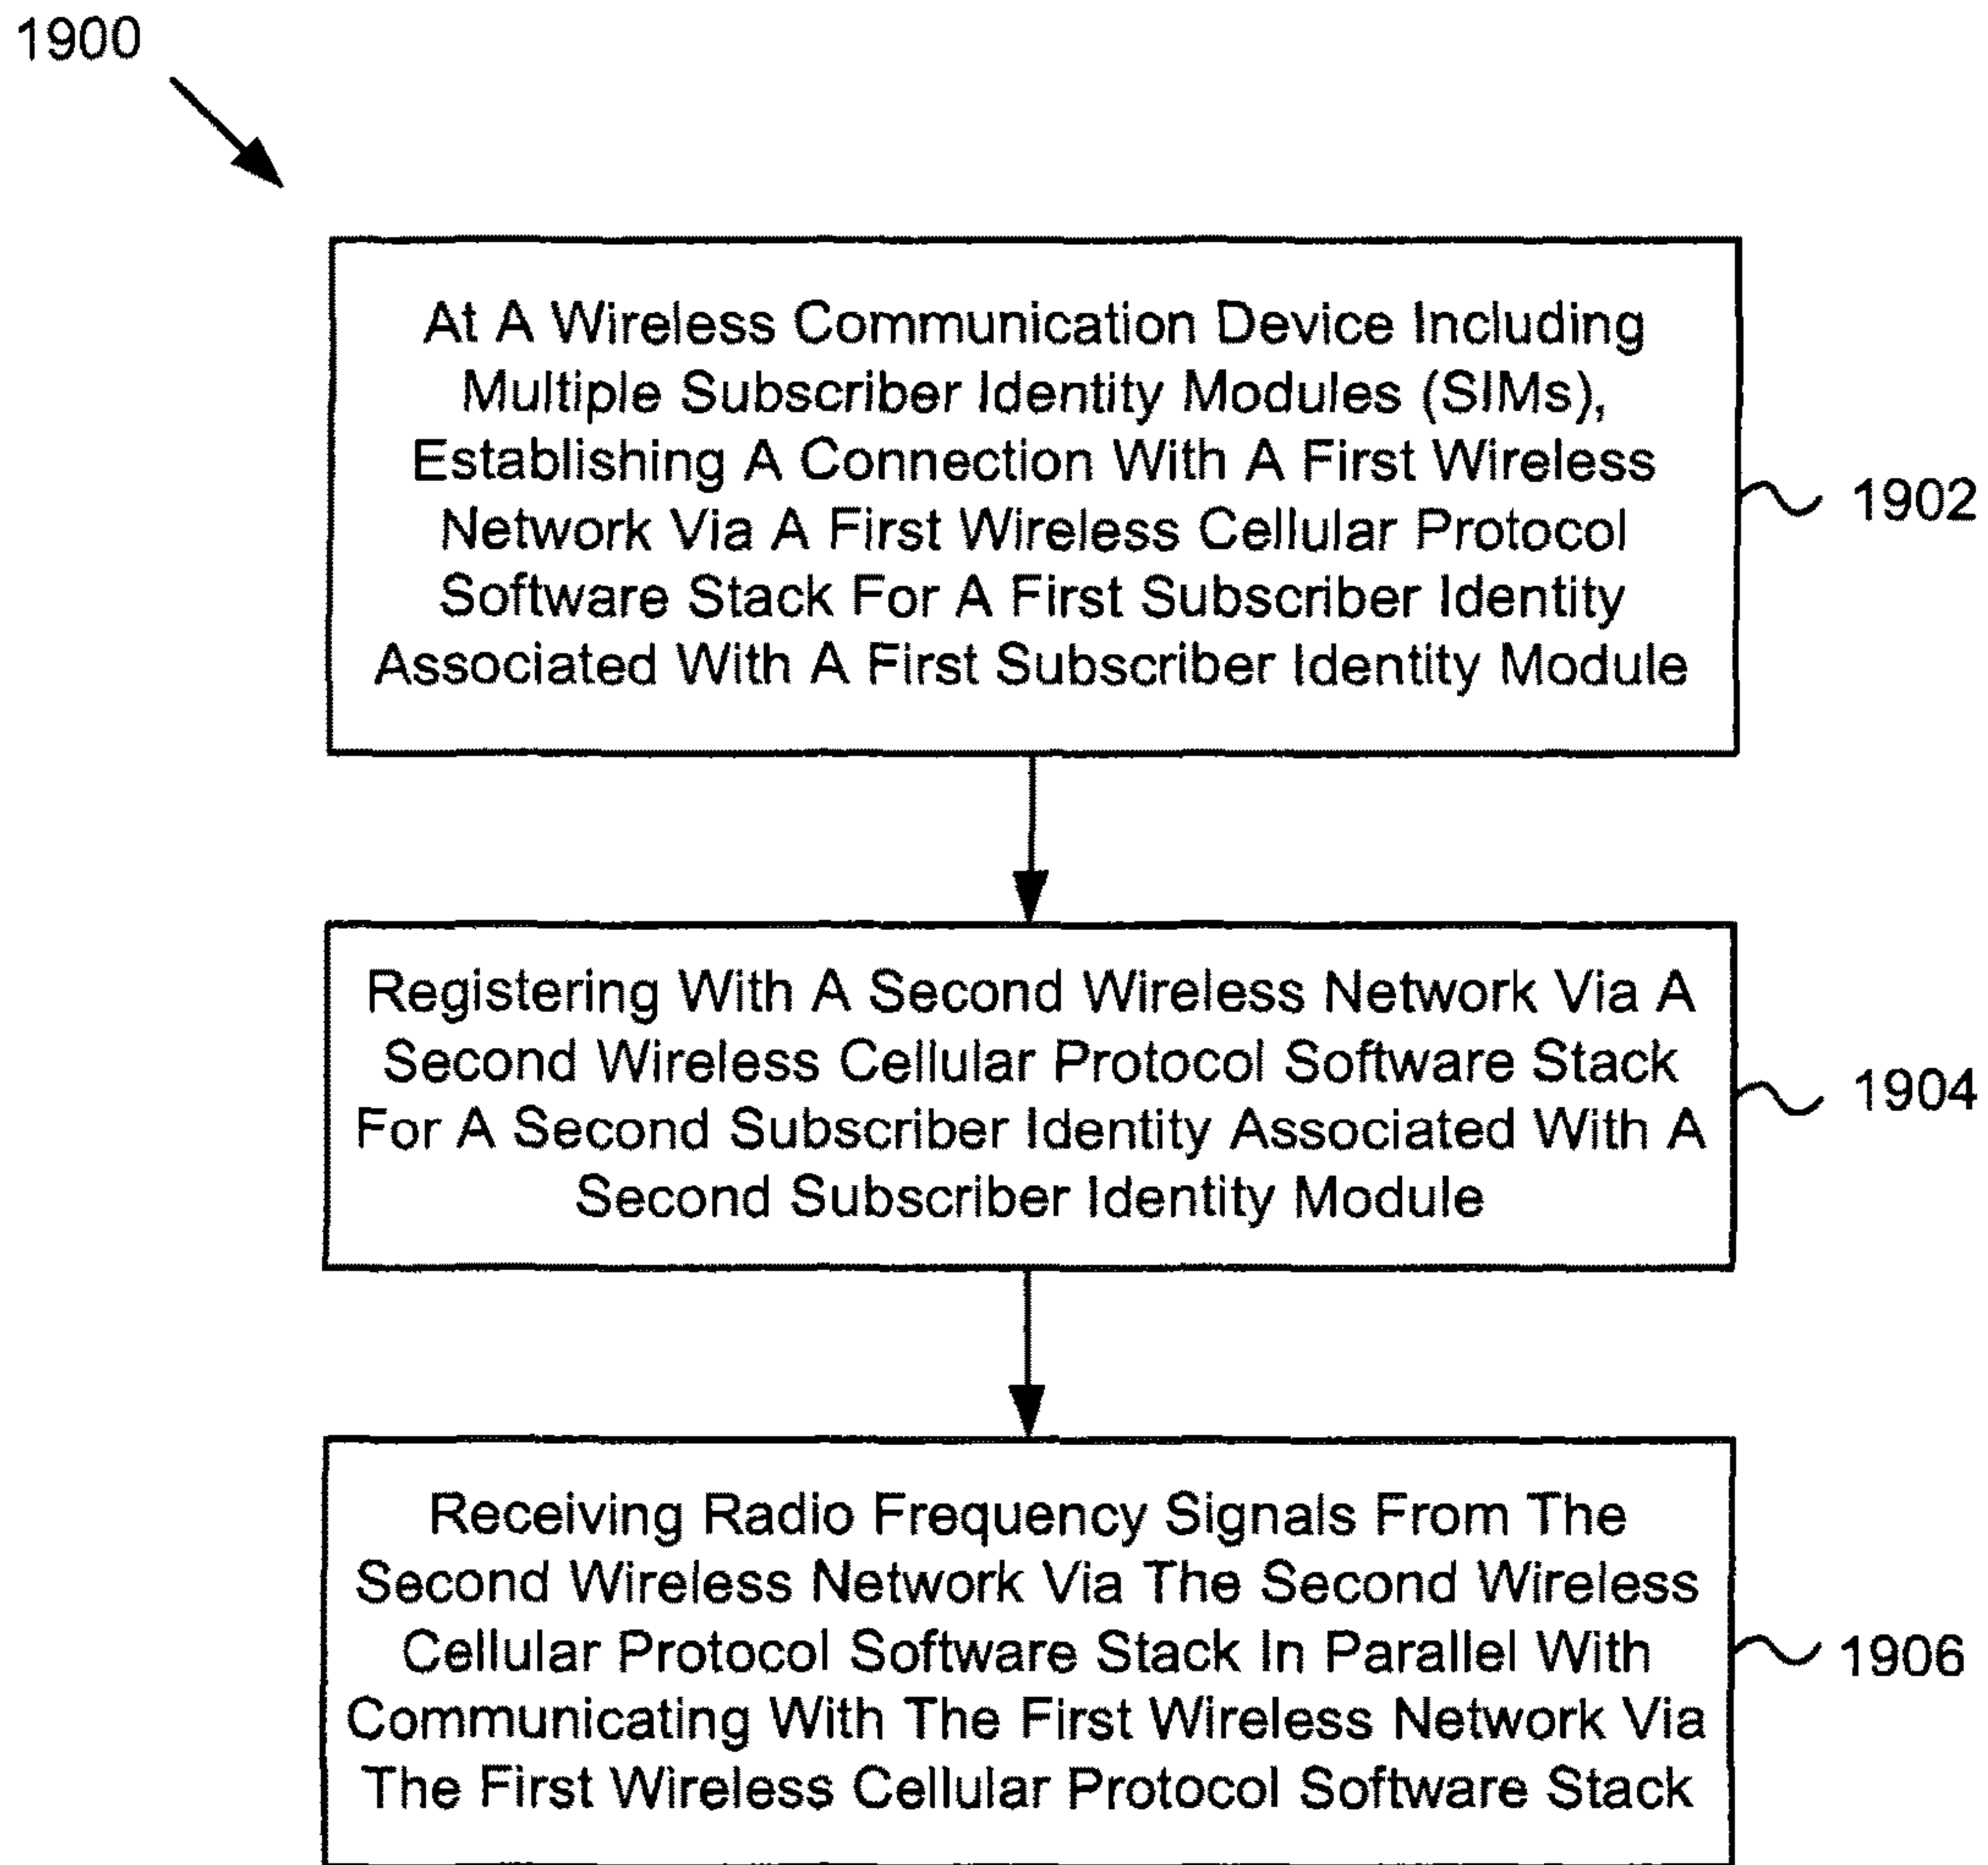 1900
At A Wireless Communication Device Including
Multiple Subscriber Identity Modules (SIMs),
Establishing A Connection With A First Wireless
Network Via A First Wireless Cellular Protocol
Software Stack For A First Subscriber Identity
Associated With A First Subscriber Identity Module
1902
Registering With A Second Wireless Network Via A
Second Wireless Cellular Protocol Software Stack
For A Second Subscriber Identity Associated With A
Second Subscriber Identity Module
1904
Receiving Radio Frequency Signals From The
Second Wireless Network Via The Second Wireless
Cellular Protocol Software Stack In Parallel With
Communicating With The First Wireless Network Via
The First Wireless Cellular Protocol Software Stack
1906